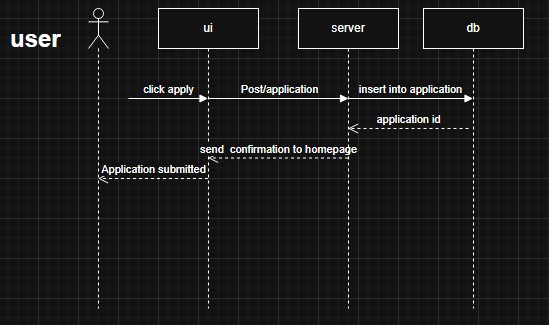 user
ui
server
db
click apply
Post/application
insert into application
application id
send  confirmation to homepage
Application submitted